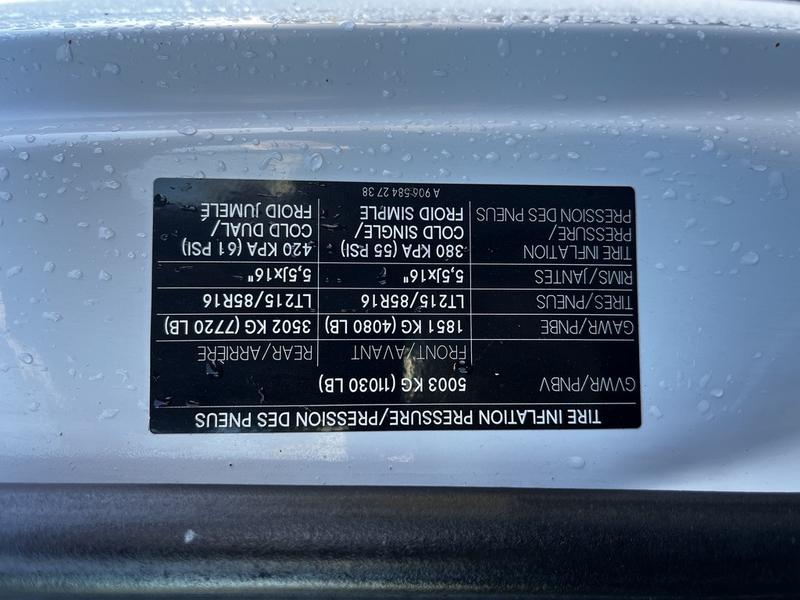 TIRE INFLATION PRESSURE/PRESSION DES PNEUS
GVWR/PNBV 5003 KG (11030 LB)
FRONT/AVANT REAR/ARRIÈRE
GAWR/PNBE 1851 KG (4080 LB) 3502 KG (7720 LB)
TIRES/PNEUS LT215/85R16 LT215/85R16
RIMS/JANTES 5,5Jx16" 5,5Jx16"
TIRE INFLATION 380 KPA (55 PSI) 420 KPA (61 PSI)
PRESSURE/ COLD SINGLE/ COLD DUAL/
PRESSION DES PNEUS FROID SIMPLE FROID JUMELÉ
A 906 584 27 38